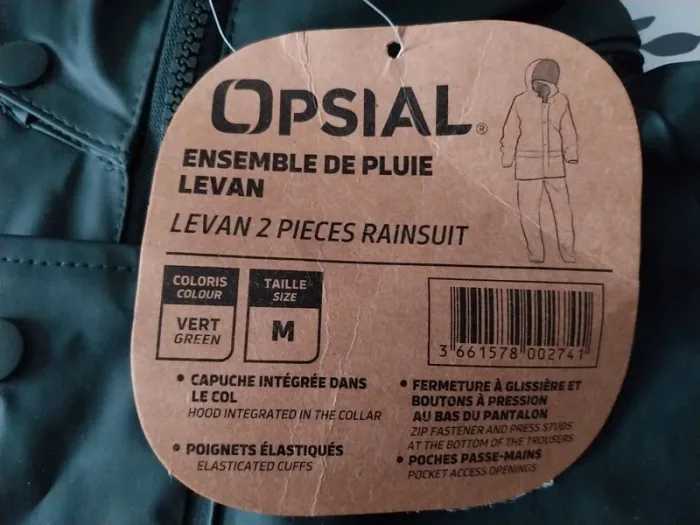 OPSIAL®
ENSEMBLE DE PLUIE
LEVAN
LEVAN 2 PIECES RAINSUIT
COLORIS
COLOUR
VERT
GREEN
TAILLE
SIZE
M
3 661578 002741
• CAPUCHE INTÉGRÉE DANS
LE COL
HOOD INTEGRATED IN THE COLLAR
• POIGNETS ÉLASTIQUÉS
ELASTICATED CUFFS
• FERMETURE À GLISSIÈRE ET
BOUTONS À PRESSION
AU BAS DU PANTALON
ZIP FASTENER AND PRESS STUDS
AT THE BOTTOM OF THE TROUSERS
• POCHES PASSE-MAINS
POCKET ACCESS OPENINGS